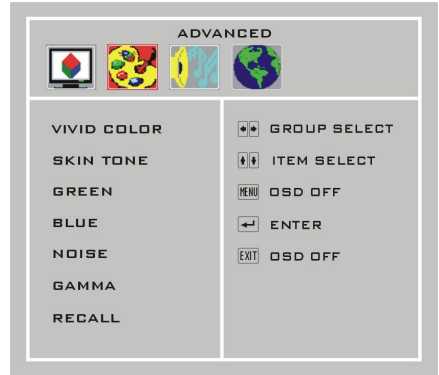 ADVANCED
VIVID COLOR
SKIN TONE
GREEN
BLUE
NOISE
GAMMA
RECALL
GROUP SELECT
ITEM SELECT
MENU OSD OFF
ENTER
EXIT OSD OFF